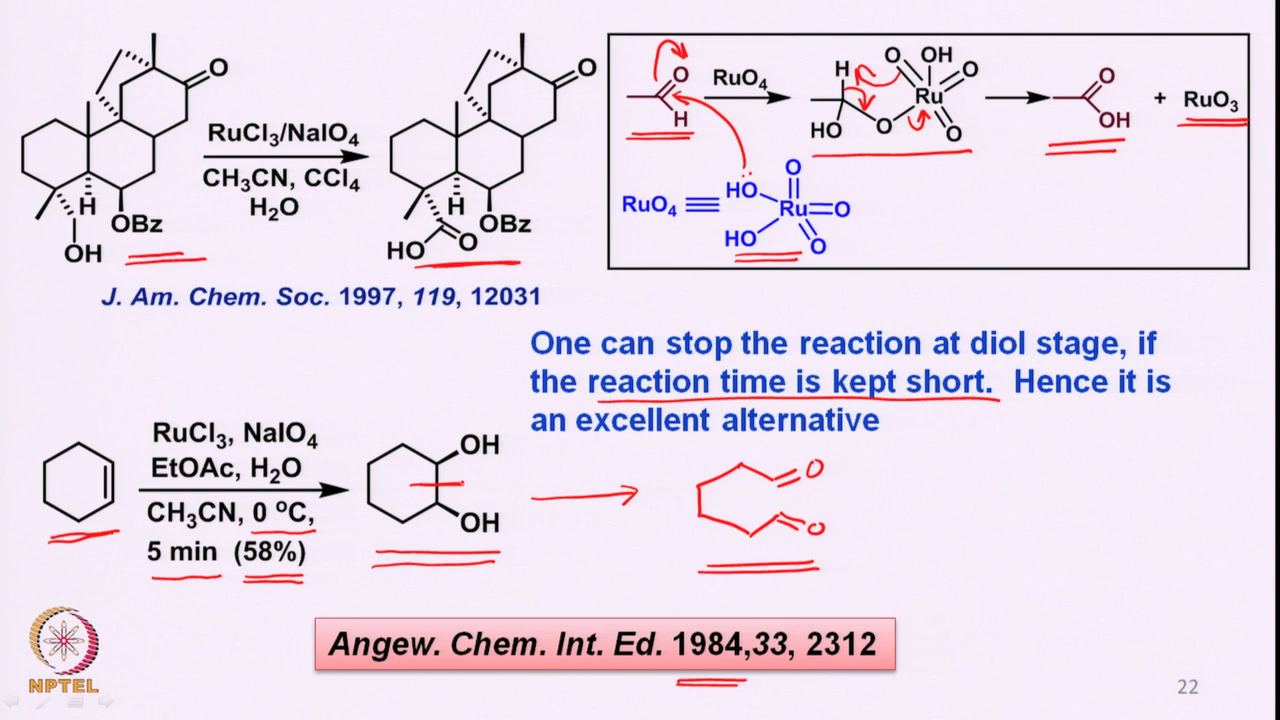 O
RuCl3/NaIO4
CH3CN, CCl4
H2O
H
OBz
OH
O
H
OBz
HO
O
J. Am. Chem. Soc. 1997, 119, 12031
O
H
RuO4
H
HO
O
O
OH
O
Ru
O
O
OH
+ RuO3
RuO4 ≡
HO
HO
O
Ru
O
O
One can stop the reaction at diol stage, if
the reaction time is kept short. Hence it is
an excellent alternative
RuCl3, NaIO4
EtOAc, H2O
CH3CN, 0 oC,
5 min (58%)
OH
OH
O
O
Angew. Chem. Int. Ed. 1984,33, 2312
NPTEL
22